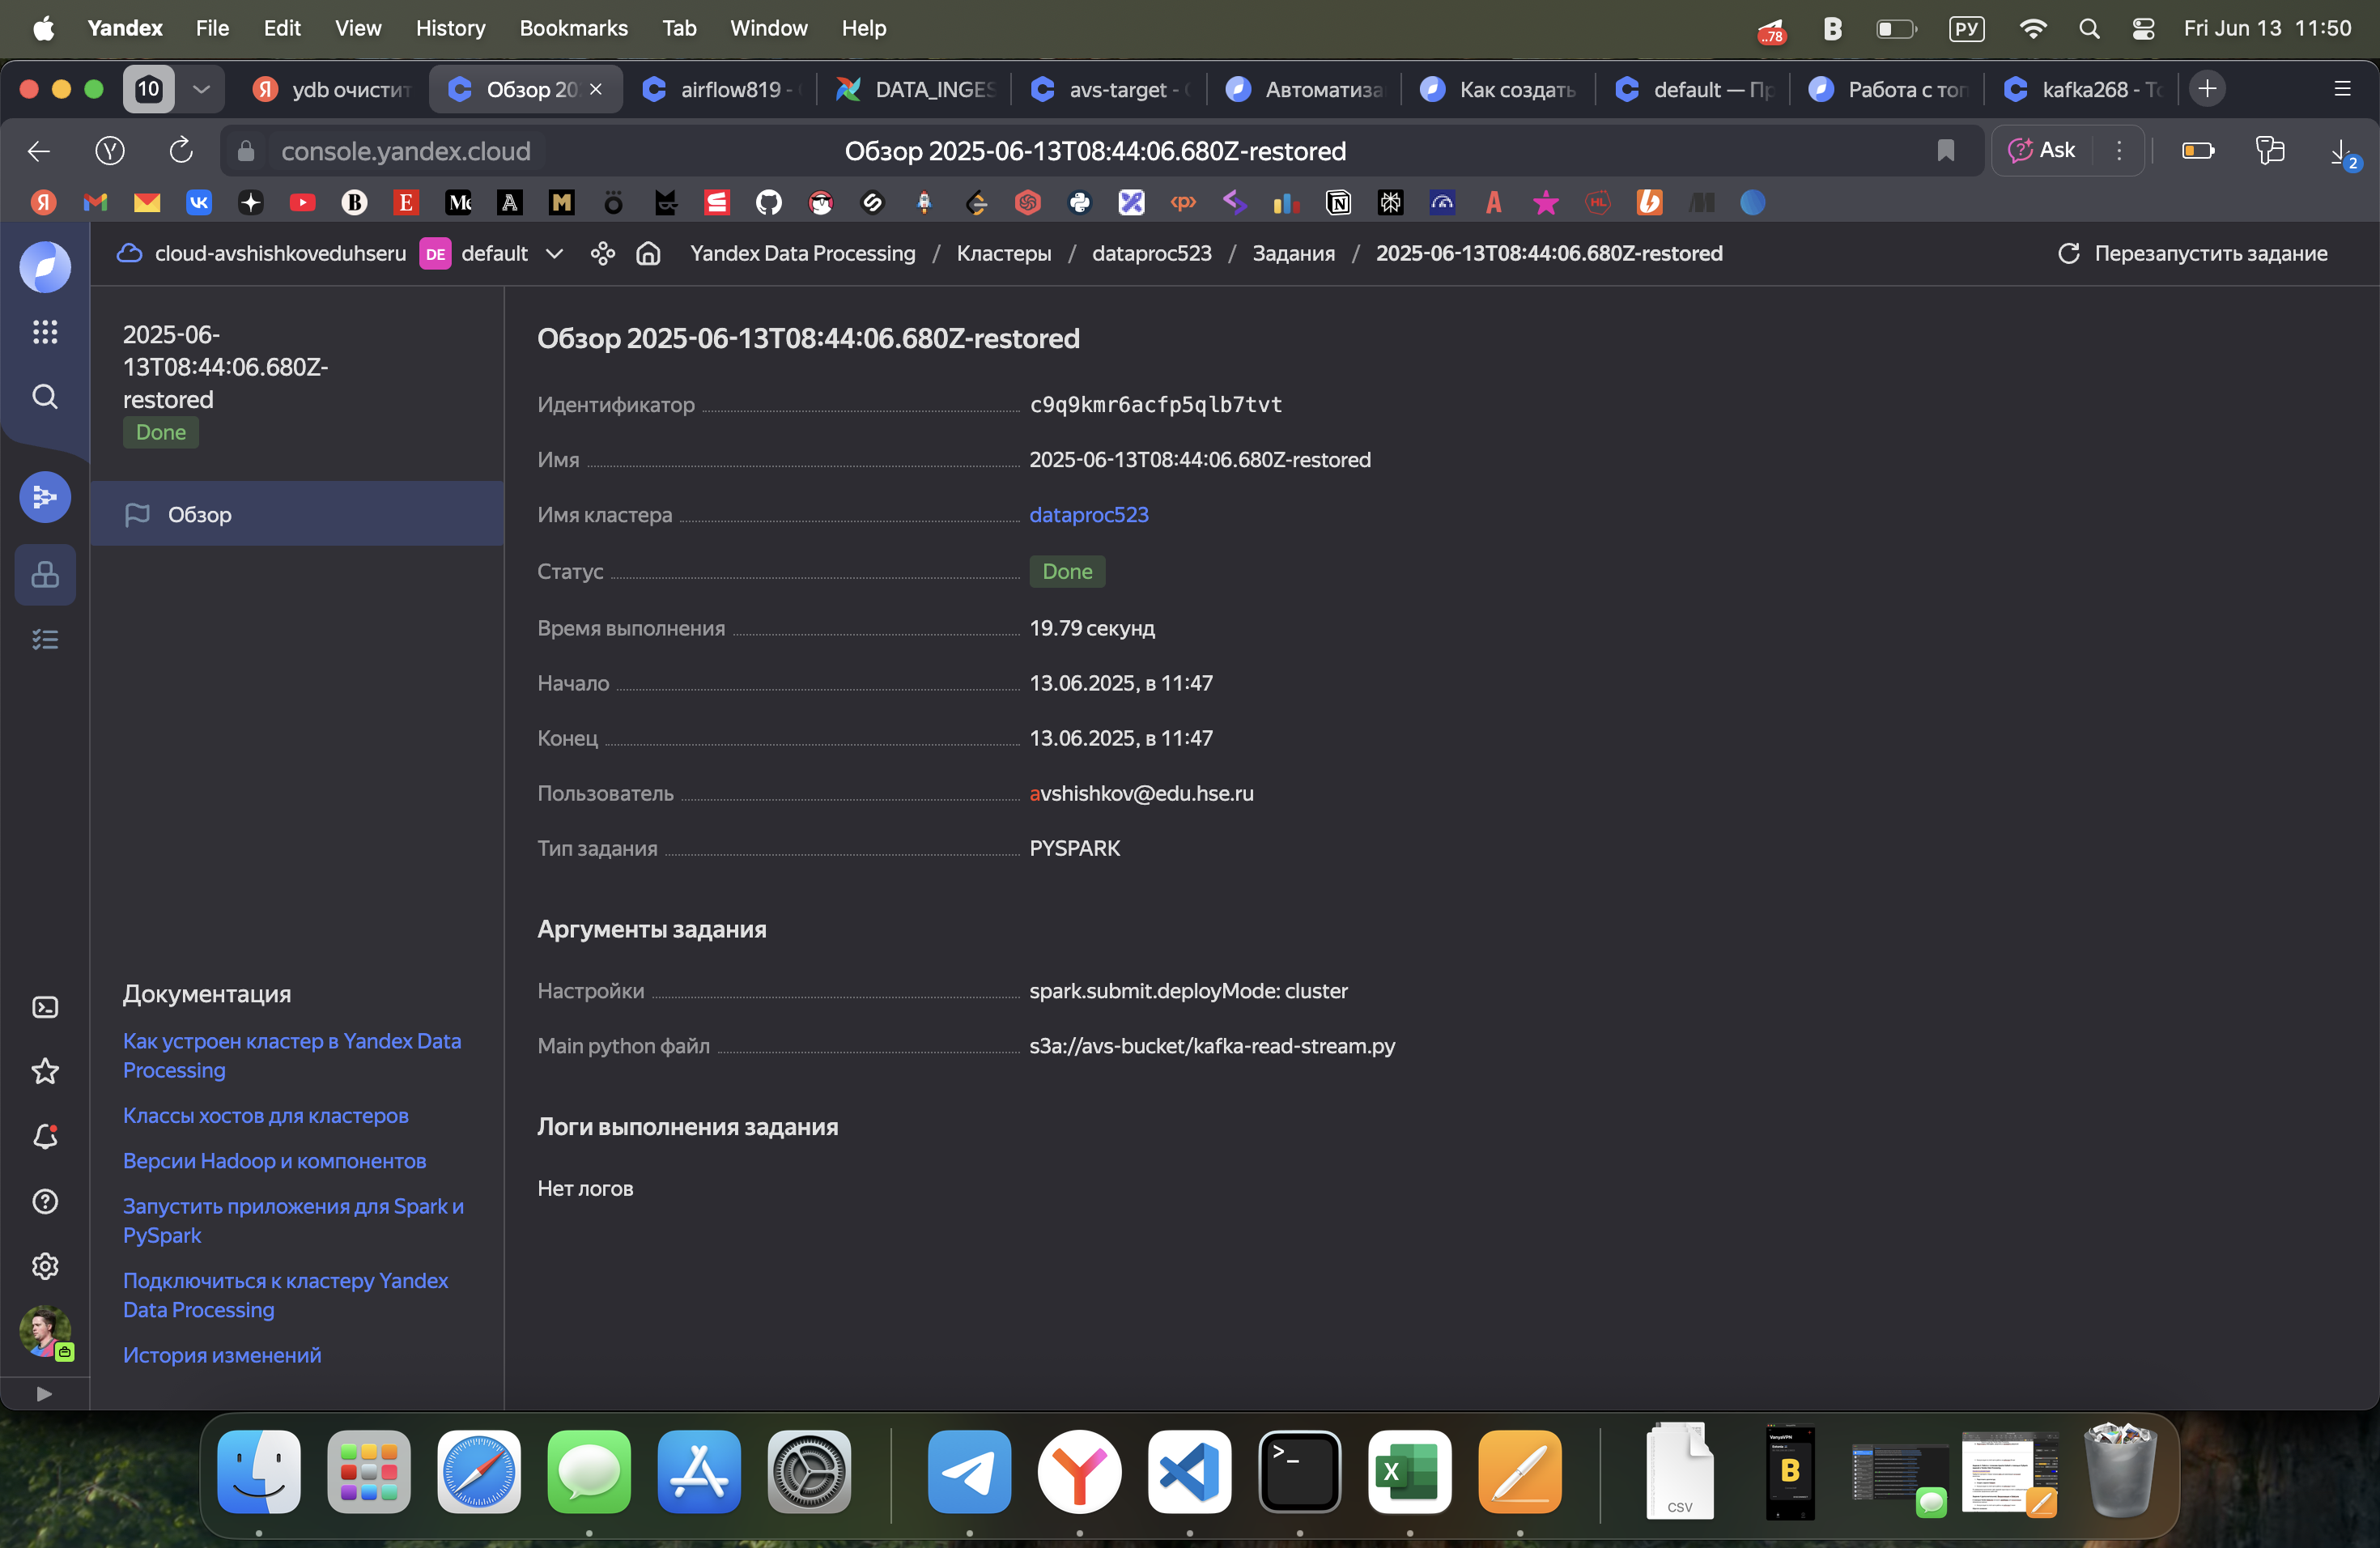 Yandex File Edit View History Bookmarks Tab Window Help ..78 B РУ Fri Jun 13 11:50
10 Я ydb очистит Обзор 20 airflow819 - DATA_INGES avs-target - Автоматиза Как создать default — Пр Работа с топ kafka268 - То
console.yandex.cloud Обзор 2025-06-13T08:44:06.680Z-restored Ask 2
cloud-avshishkoveduhseru DE default Yandex Data Processing / Кластеры / dataproc523 / Задания / 2025-06-13T08:44:06.680Z-restored Перезапустить задание
2025-06-
13T08:44:06.680Z-
restored
Done
Обзор
Документация
Как устроен кластер в Yandex Data
Processing
Классы хостов для кластеров
Версии Hadoop и компонентов
Запустить приложения для Spark и
PySpark
Подключиться к кластеру Yandex
Data Processing
История изменений
Обзор 2025-06-13T08:44:06.680Z-restored
Идентификатор c9q9kmr6acfp5qlb7tvt
Имя 2025-06-13T08:44:06.680Z-restored
Имя кластера dataproc523
Статус Done
Время выполнения 19.79 секунд
Начало 13.06.2025, в 11:47
Конец 13.06.2025, в 11:47
Пользователь avshishkov@edu.hse.ru
Тип задания PYSPARK
Аргументы задания
Настройки spark.submit.deployMode: cluster
Main python файл s3a://avs-bucket/kafka-read-stream.py
Логи выполнения задания
Нет логов
CSV